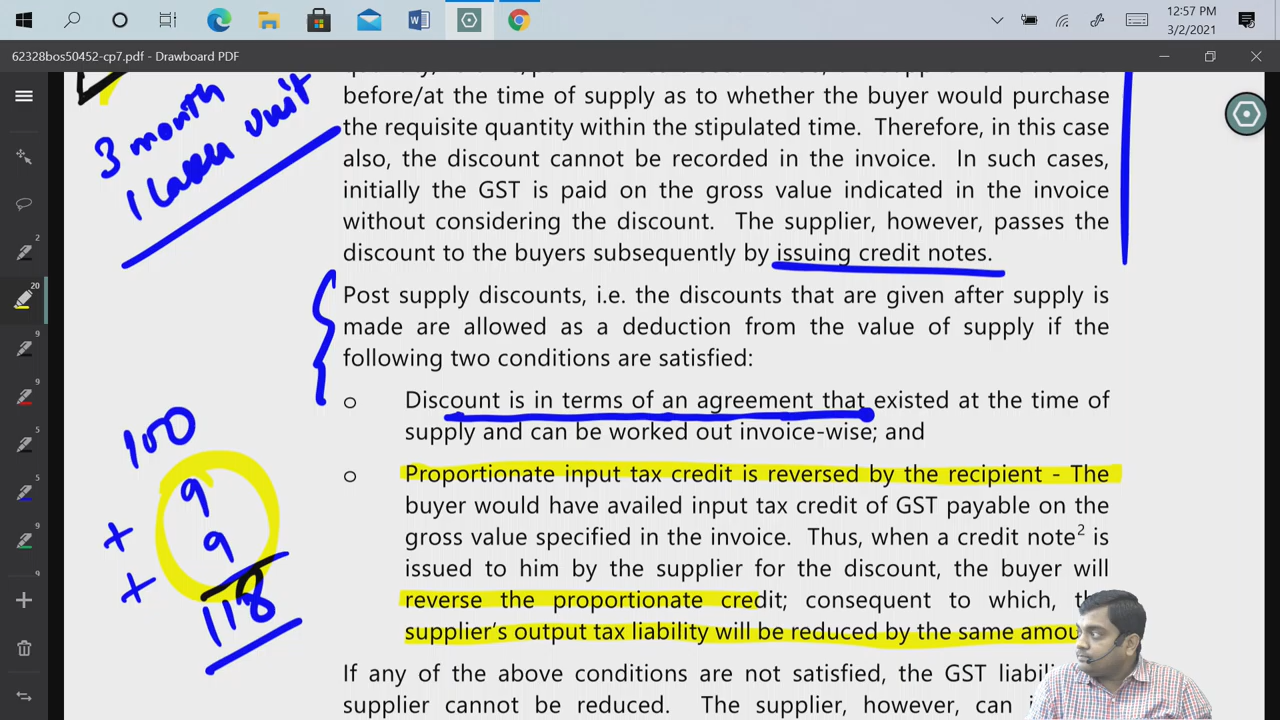 12:57 PM
3/2/2021
62328bos50452-cp7.pdf - Drawboard PDF
before/at the time of supply as to whether the buyer would purchase
the requisite quantity within the stipulated time. Therefore, in this case
also, the discount cannot be recorded in the invoice. In such cases,
initially the GST is paid on the gross value indicated in the invoice
without considering the discount. The supplier, however, passes the
discount to the buyers subsequently by issuing credit notes.
Post supply discounts, i.e. the discounts that are given after supply is
made are allowed as a deduction from the value of supply if the
following two conditions are satisfied:
o Discount is in terms of an agreement that existed at the time of
supply and can be worked out invoice-wise; and
o Proportionate input tax credit is reversed by the recipient - The
buyer would have availed input tax credit of GST payable on the
gross value specified in the invoice. Thus, when a credit note2 is
issued to him by the supplier for the discount, the buyer will
reverse the proportionate credit; consequent to which,
supplier's output tax liability will be reduced by the same
If any of the above conditions are not satisfied, the GST
supplier cannot be reduced. The supplier, however, can
3 month
1 unit
100
9
+ 9
+
118
2
20
9
9
5
5
9
9